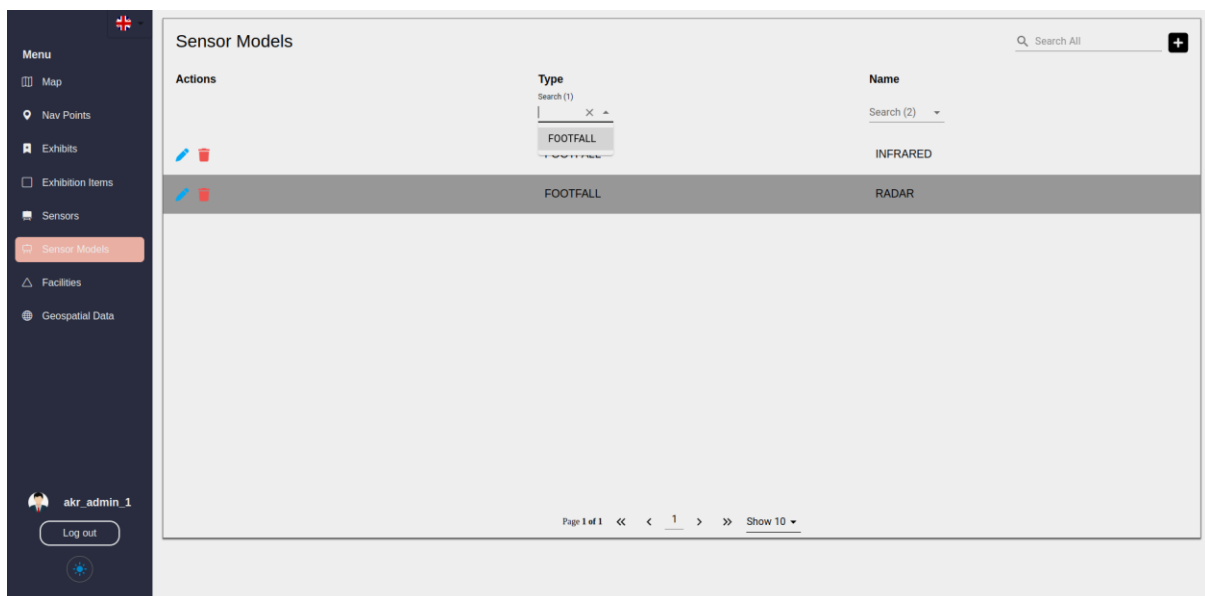 Menu
Map
Nav Points
Exhibits
Exhibition Items
Sensors
Sensor Models
Facilities
Geospatial Data
akr_admin_1
Log out
Sensor Models
Search All
Actions Type Name
Search (1)
Search (2)
FOOTFALL
FOOTFALL INFRARED
FOOTFALL RADAR
Page 1 of 1 1 Show 10